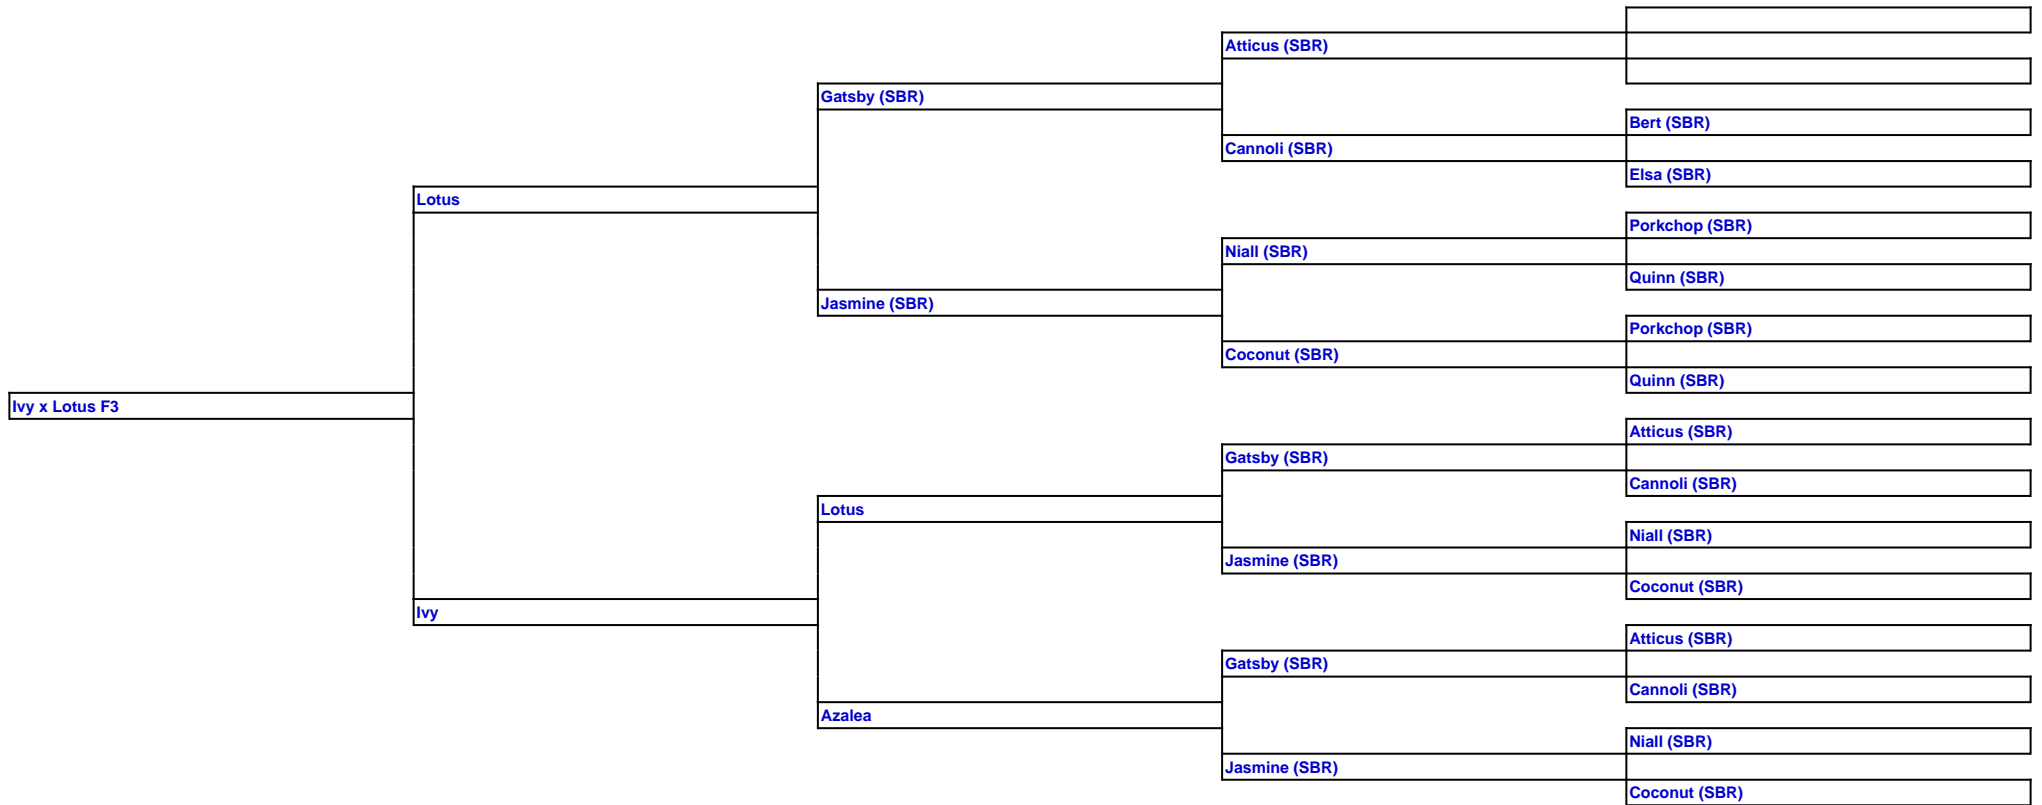 Atticus (SBR)
Gatsby (SBR)
Bert (SBR)
Cannoli (SBR)
Elsa (SBR)
Lotus
Porkchop (SBR)
Niall (SBR)
Quinn (SBR)
Jasmine (SBR)
Porkchop (SBR)
Coconut (SBR)
Quinn (SBR)
Ivy x Lotus F3
Atticus (SBR)
Gatsby (SBR)
Cannoli (SBR)
Lotus
Niall (SBR)
Jasmine (SBR)
Coconut (SBR)
Ivy
Atticus (SBR)
Gatsby (SBR)
Cannoli (SBR)
Azalea
Niall (SBR)
Jasmine (SBR)
Coconut (SBR)